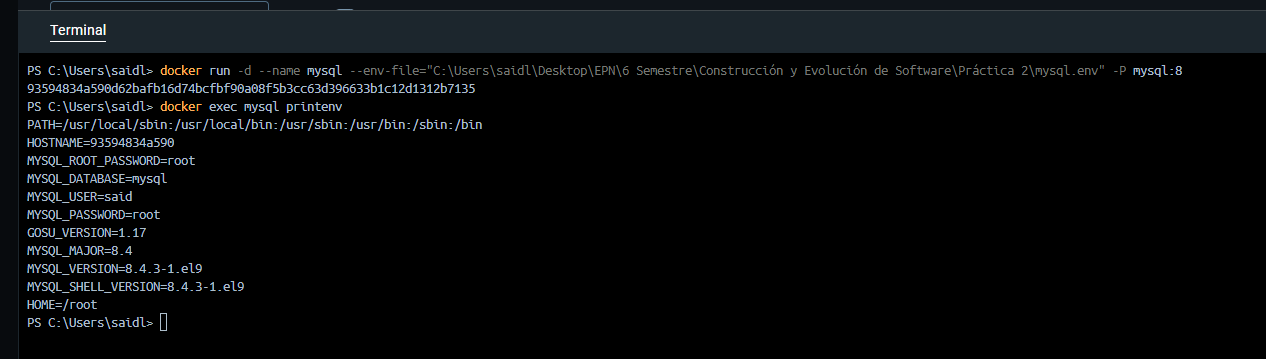 Terminal
PS C:\Users\saidl> docker run -d --name mysql --env-file="C:\Users\saidl\Desktop\EPN\6 Semestre\Construcción y Evolución de Software\Práctica 2\mysql.env" -P mysql:8
93594834a590d62bafb16d74bcfbf90a08f5b3cc63d396633b1c12d1312b7135
PS C:\Users\saidl> docker exec mysql printenv
PATH=/usr/local/sbin:/usr/local/bin:/usr/sbin:/usr/bin:/sbin:/bin
HOSTNAME=93594834a590
MYSQL_ROOT_PASSWORD=root
MYSQL_DATABASE=mysql
MYSQL_USER=said
MYSQL_PASSWORD=root
GOSU_VERSION=1.17
MYSQL_MAJOR=8.4
MYSQL_VERSION=8.4.3-1.el9
MYSQL_SHELL_VERSION=8.4.3-1.el9
HOME=/root
PS C:\Users\saidl>